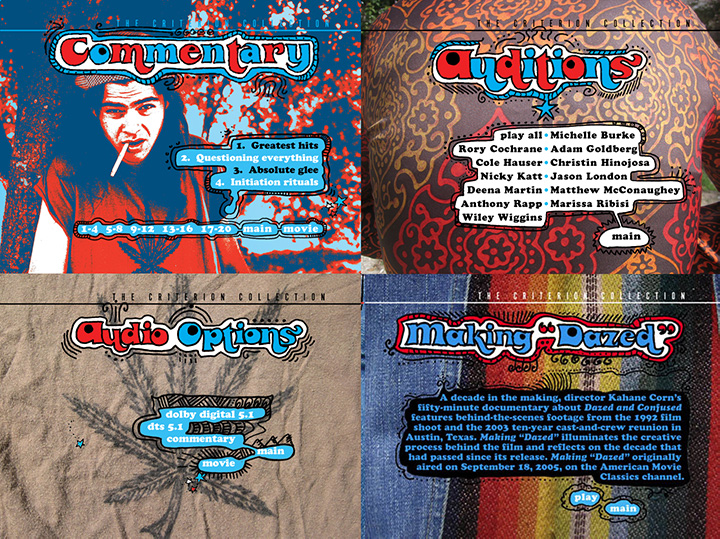 THE CRITERION COLLECTION
Commentary
1. Greatest hits
2. Questioning everything
3. Absolute glee
4. Initiation rituals
1-4 5-8 9-12 13-16 17-20 main movie
THE CRITERION COLLECTION
Auditions
play all • Michelle Burke
Rory Cochrane • Adam Goldberg
Cole Hauser • Christin Hinojosa
Nicky Katt • Jason London
Deena Martin • Matthew McConaughey
Anthony Rapp • Marissa Ribisi
Wiley Wiggins
main
THE CRITERION COLLECTION
Audio Options
dolby digital 5.1
dts 5.1
commentary
main
movie
THE CRITERION COLLECTION
Making “Dazed”
A decade in the making, director Kahane Corn's
fifty-minute documentary about Dazed and Confused
features behind-the-scenes footage from the 1992 film
shoot and the 2003 ten-year cast-and-crew reunion in
Austin, Texas. Making “Dazed” illuminates the creative
process behind the film and reflects on the decade that
had passed since its release. Making “Dazed” originally
aired on September 18, 2005, on the American Movie
Classics channel.
play
main